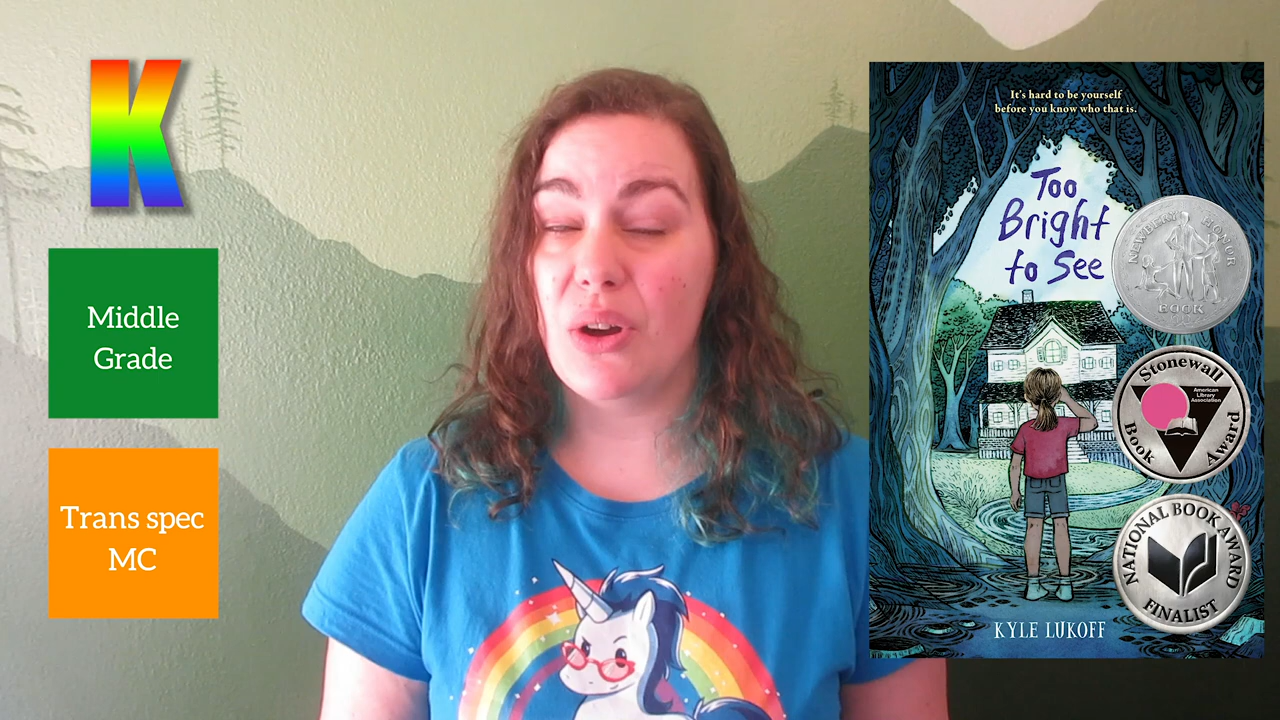 K
Middle
Grade
Trans spec
MC
It's hard to be yourself
before you know who that is.
Too
Bright
to See
NEWBERY HONOR
BOOK
Stonewall
American
Library
Association
Book
Award
NATIONAL BOOK AWARD
FINALIST
KYLE LUKOFF